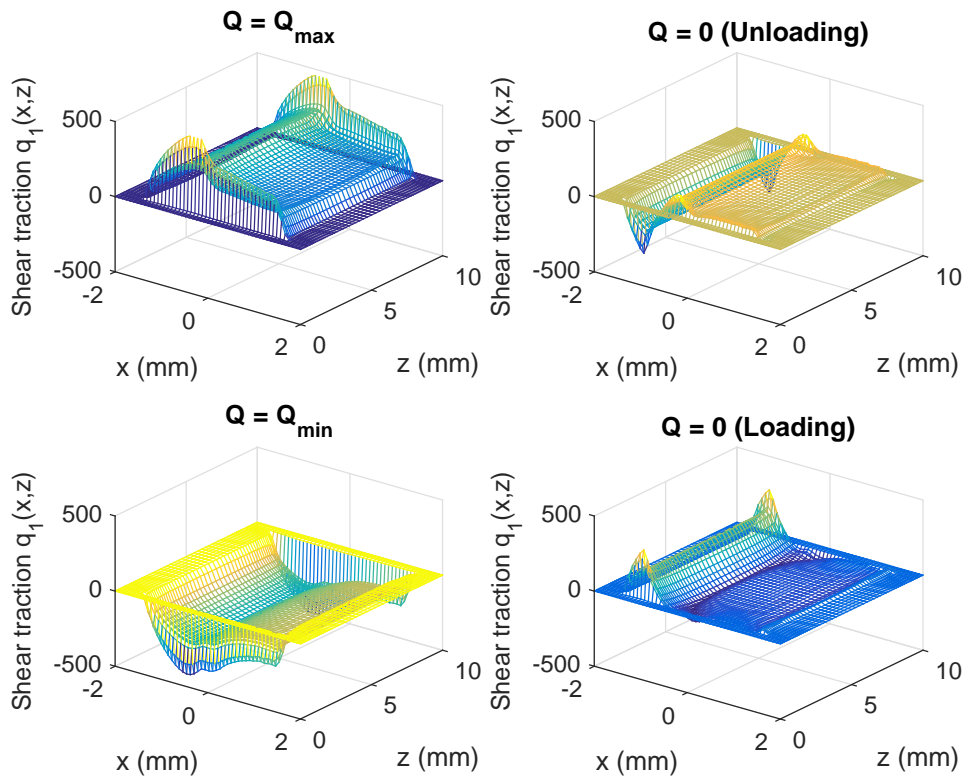 Q = Q_max
Shear traction q_1(x,z)
500
0
-500
-2
0
2
x (mm)
0
5
10
z (mm)
Q = 0 (Unloading)
Shear traction q_1(x,z)
500
0
-500
-2
0
2
x (mm)
0
5
10
z (mm)
Q = Q_min
Shear traction q_1(x,z)
500
0
-500
-2
0
2
x (mm)
0
5
10
z (mm)
Q = 0 (Loading)
Shear traction q_1(x,z)
500
0
-500
-2
0
2
x (mm)
0
5
10
z (mm)